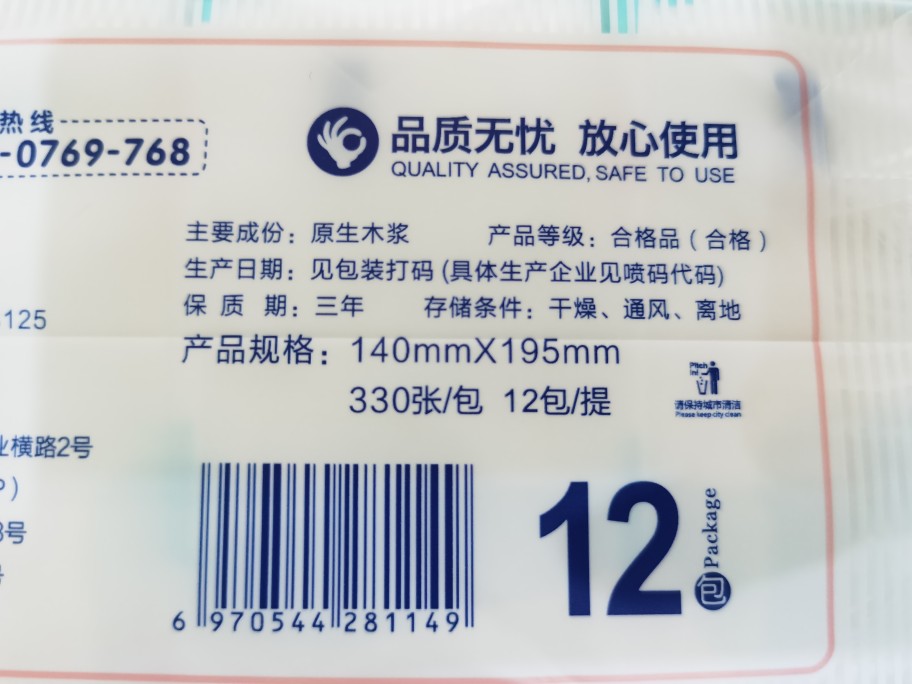 热线
-0769-768
品质无忧 放心使用
QUALITY ASSURED, SAFE TO USE
主要成份：原生木浆 产品等级：合格品（合格）
生产日期：见包装打码 (具体生产企业见喷码代码)
保 质 期：三年 存储条件：干燥、通风、离地
125
产品规格：140mmX195mm
330张/包 12包/提
Pitch in!
请保持城市清洁
Please keep city clean
业横路2号
P）
号
6 970544 281149
12
包 Package